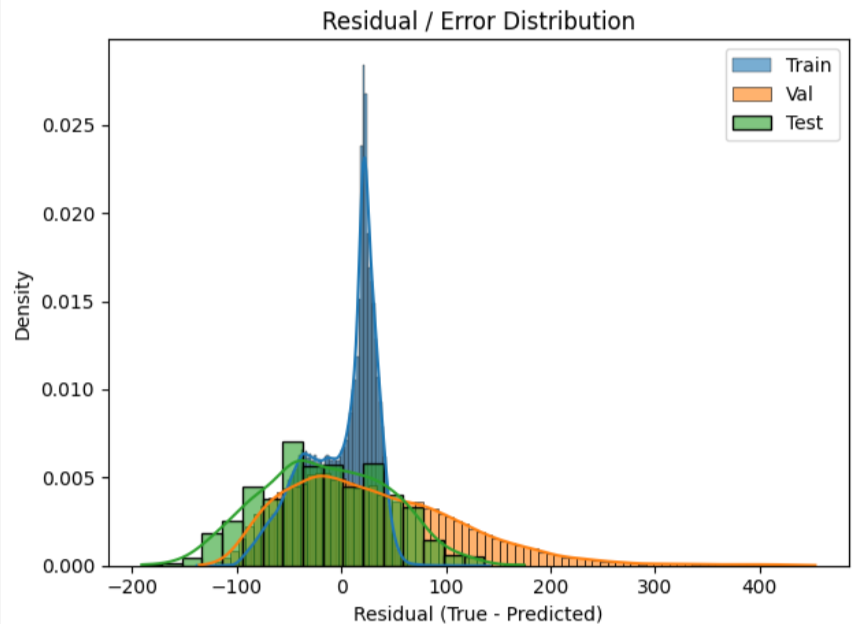 Residual / Error Distribution
Train
Val
Test
0.025
0.020
0.015
0.010
0.005
0.000
Density
−200 −100 0 100 200 300 400
Residual (True - Predicted)